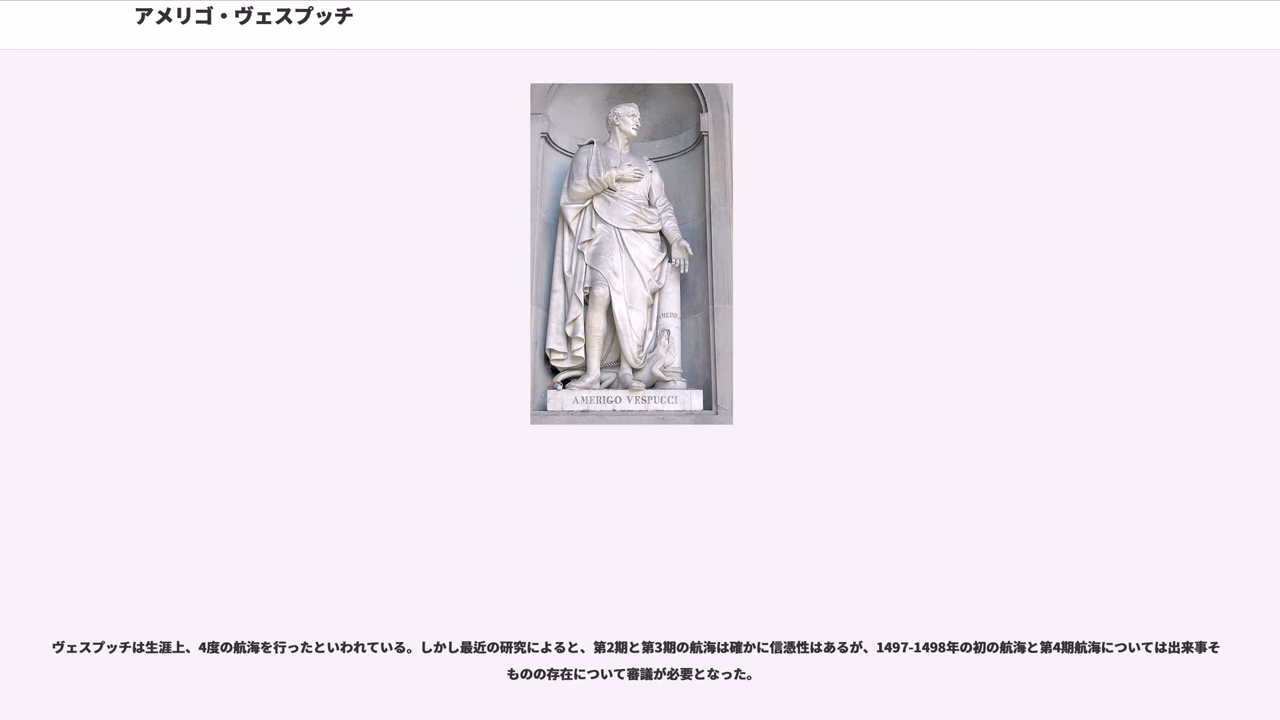 アメリゴ・ヴェスプッチ
AMERIC
AMERIGO VESPUCCI
ヴェスプッチは生涯上、4度の航海を行ったといわれている。しかし最近の研究によると、第2期と第3期の航海は確かに信憑性はあるが、1497-1498年の初の航海と第4期航海については出来事そ
ものの存在について審議が必要となった。